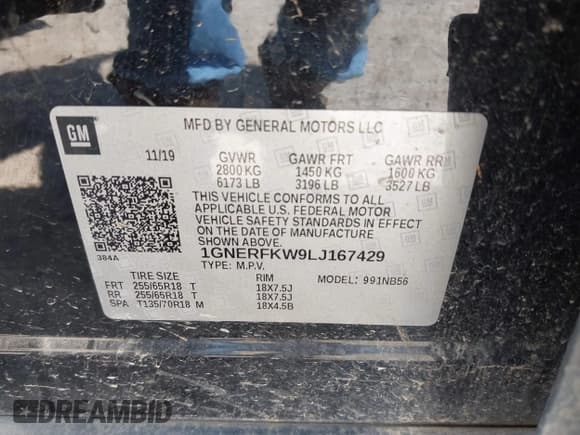 GM
MFD BY GENERAL MOTORS LLC
11/19 GVWR GAWR FRT GAWR RR
2800 KG 1450 KG 1600 KG
6173 LB 3196 LB 3527 LB
THIS VEHICLE CONFORMS TO ALL
APPLICABLE U.S. FEDERAL MOTOR
VEHICLE SAFETY STANDARDS IN EFFECT
ON THE DATE OF MANUFACTURE
SHOWN ABOVE.
384A 1GNERFKW9LJ167429
TYPE: M.P.V. MODEL: 991NB56
TIRE SIZE RIM
FRT 255/65R18 T 18X7.5J
RR 255/65R18 T 18X7.5J
SPA T135/70R18 M 18X4.5B
DREAMBID